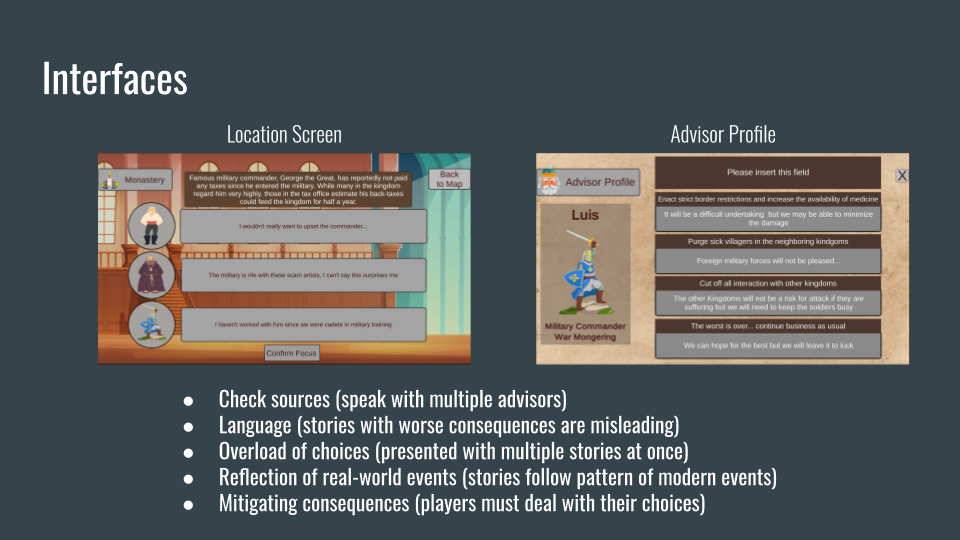 Interfaces
Location Screen
Monastery
Famous military commander, George the Great, has reportedly not paid
any taxes since he entered the military. While many in the kingdom
regard him very highly, those in the tax office estimate his back-taxes
could feed the kingdom for half a year.
Back
to Map
I wouldn't really want to upset the commander...
The military is rife with these scam artists, I can't say this surprises me
I haven't worked with him since we were cadets in military training
Confirm Focus
Advisor Profile
Advisor Profile
Please insert this field
X
Luis
Military Commander
War Mongering
Enact strict border restrictions and increase the availability of medicine
It will be a difficult undertaking but we may be able to minimize
the damage
Purge sick villagers in the neighboring kindgoms
Foreign military forces will not be pleased...
Cut off all interaction with other kingdoms
The other Kingdoms will not be a risk for attack if they are
suffering but we will need to keep the soldiers busy
The worst is over... continue business as usual
We can hope for the best but we will leave it to luck
● Check sources (speak with multiple advisors)
● Language (stories with worse consequences are misleading)
● Overload of choices (presented with multiple stories at once)
● Reflection of real-world events (stories follow pattern of modern events)
● Mitigating consequences (players must deal with their choices)